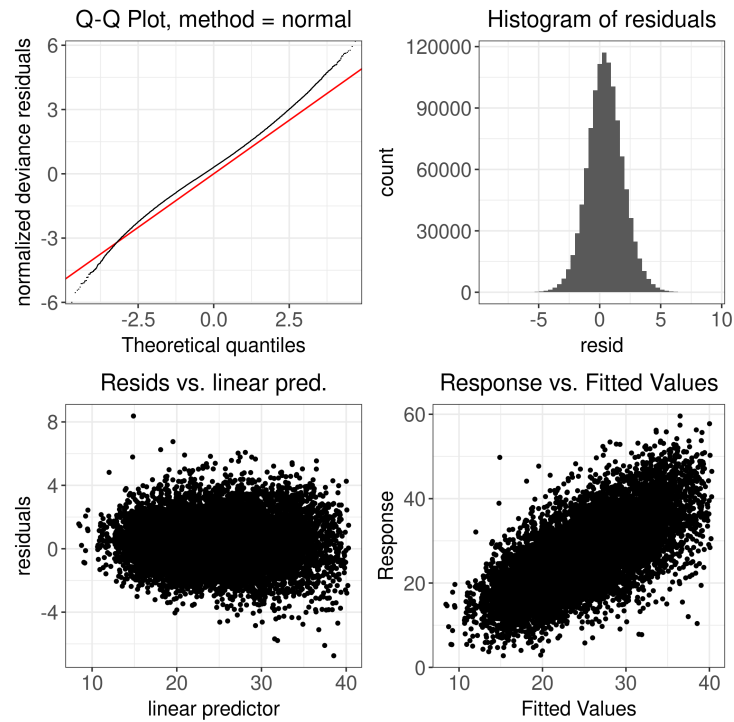 Q-Q Plot, method = normal
normalized deviance residuals
6
3
0
-3
-6
-2.5 0.0 2.5
Theoretical quantiles
Histogram of residuals
count
120000
90000
60000
30000
0
-5 0 5 10
resid
Resids vs. linear pred.
residuals
8
4
0
-4
10 20 30 40
linear predictor
Response vs. Fitted Values
Response
60
40
20
0
10 20 30 40
Fitted Values